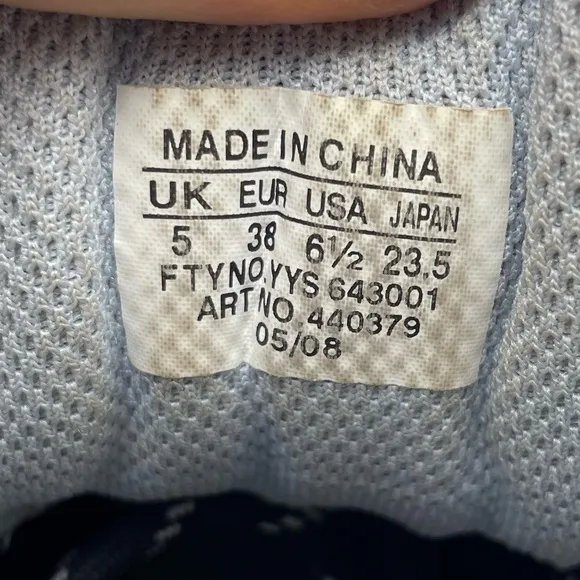 MADE IN CHINA
UK EUR USA JAPAN
5 38 6½ 23.5
FTYNO.YYS 643001
ART NO. 440379
05/08